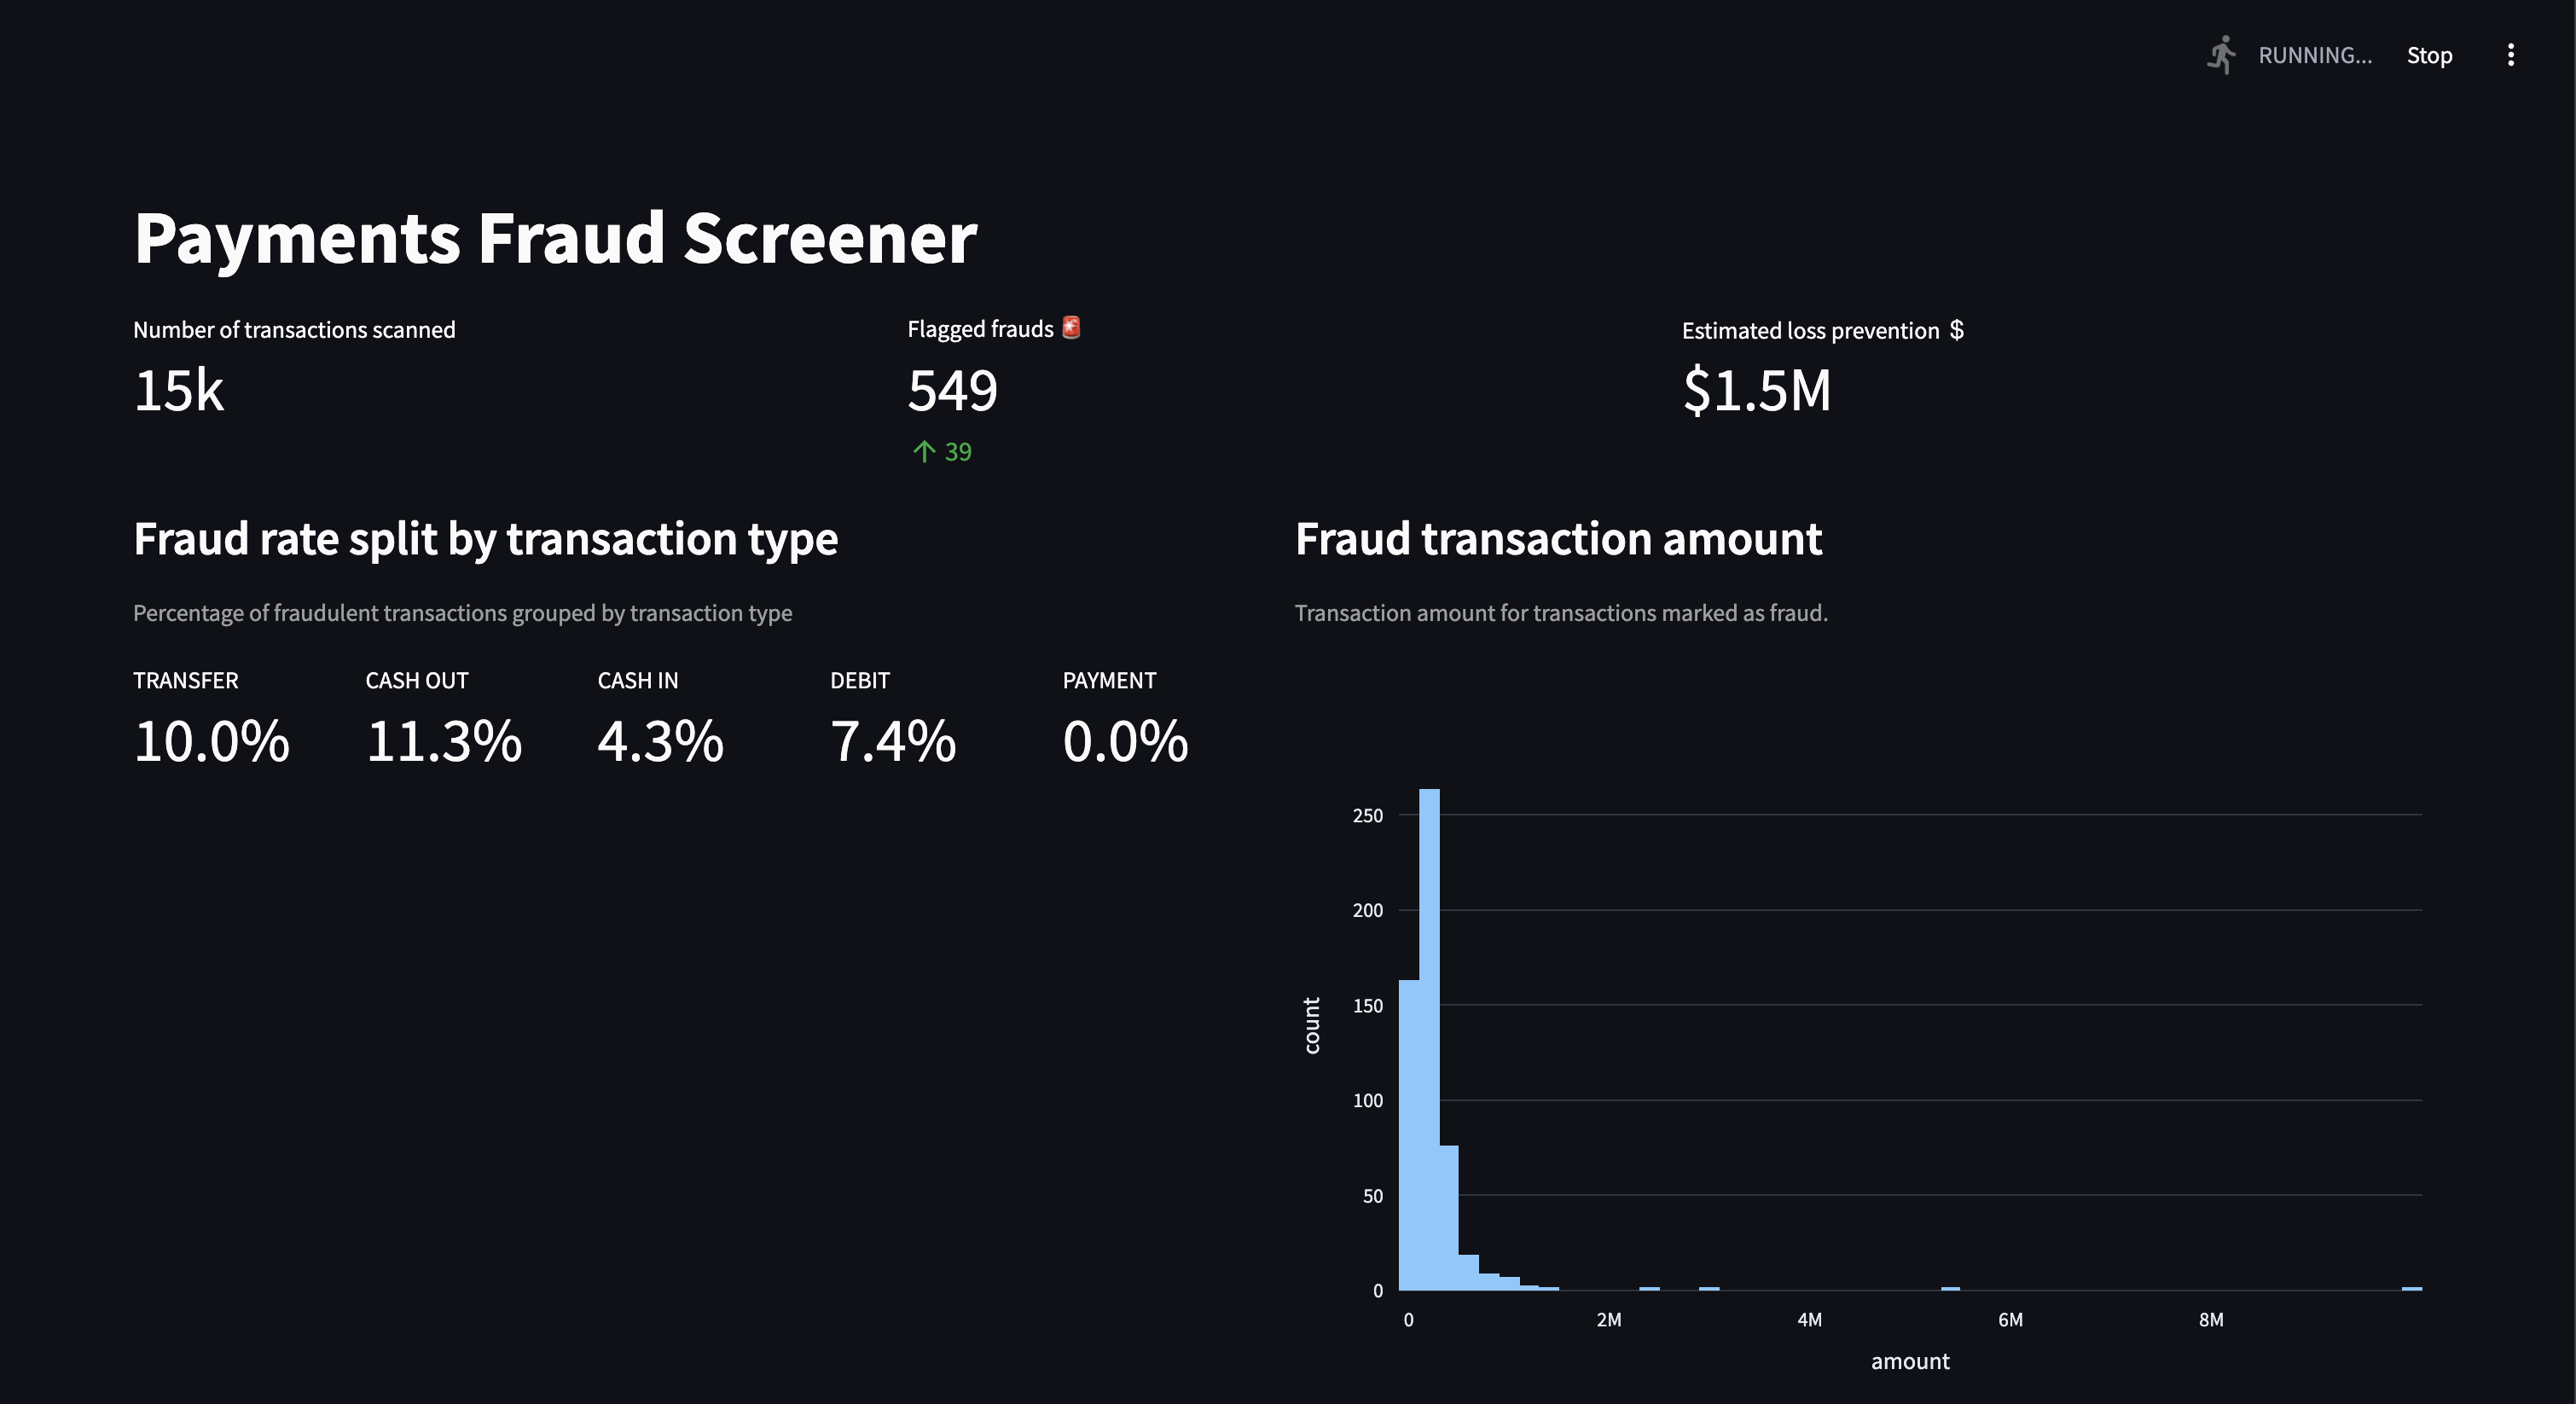 RUNNING... Stop
Payments Fraud Screener
Number of transactions scanned
15k
Flagged frauds 🚨
549
↑ 39
Estimated loss prevention $
$1.5M
Fraud rate split by transaction type
Percentage of fraudulent transactions grouped by transaction type
TRANSFER
10.0%
CASH OUT
11.3%
CASH IN
4.3%
DEBIT
7.4%
PAYMENT
0.0%
Fraud transaction amount
Transaction amount for transactions marked as fraud.
250
200
150
100
50
0
count
0 2M 4M 6M 8M
amount